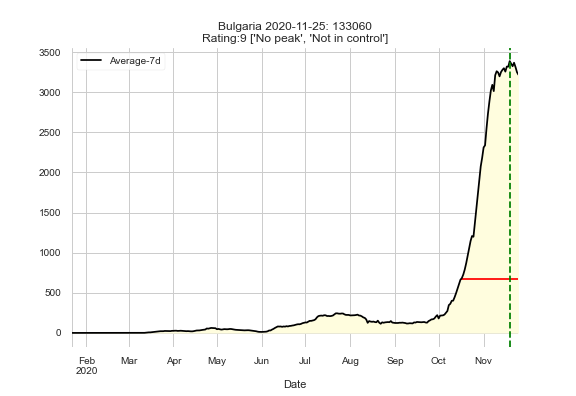 Bulgaria 2020-11-25: 133060
Rating:9 ['No peak', 'Not in control']
Average-7d
3500
3000
2500
2000
1500
1000
500
0
Feb Mar Apr May Jun Jul Aug Sep Oct Nov
2020
Date